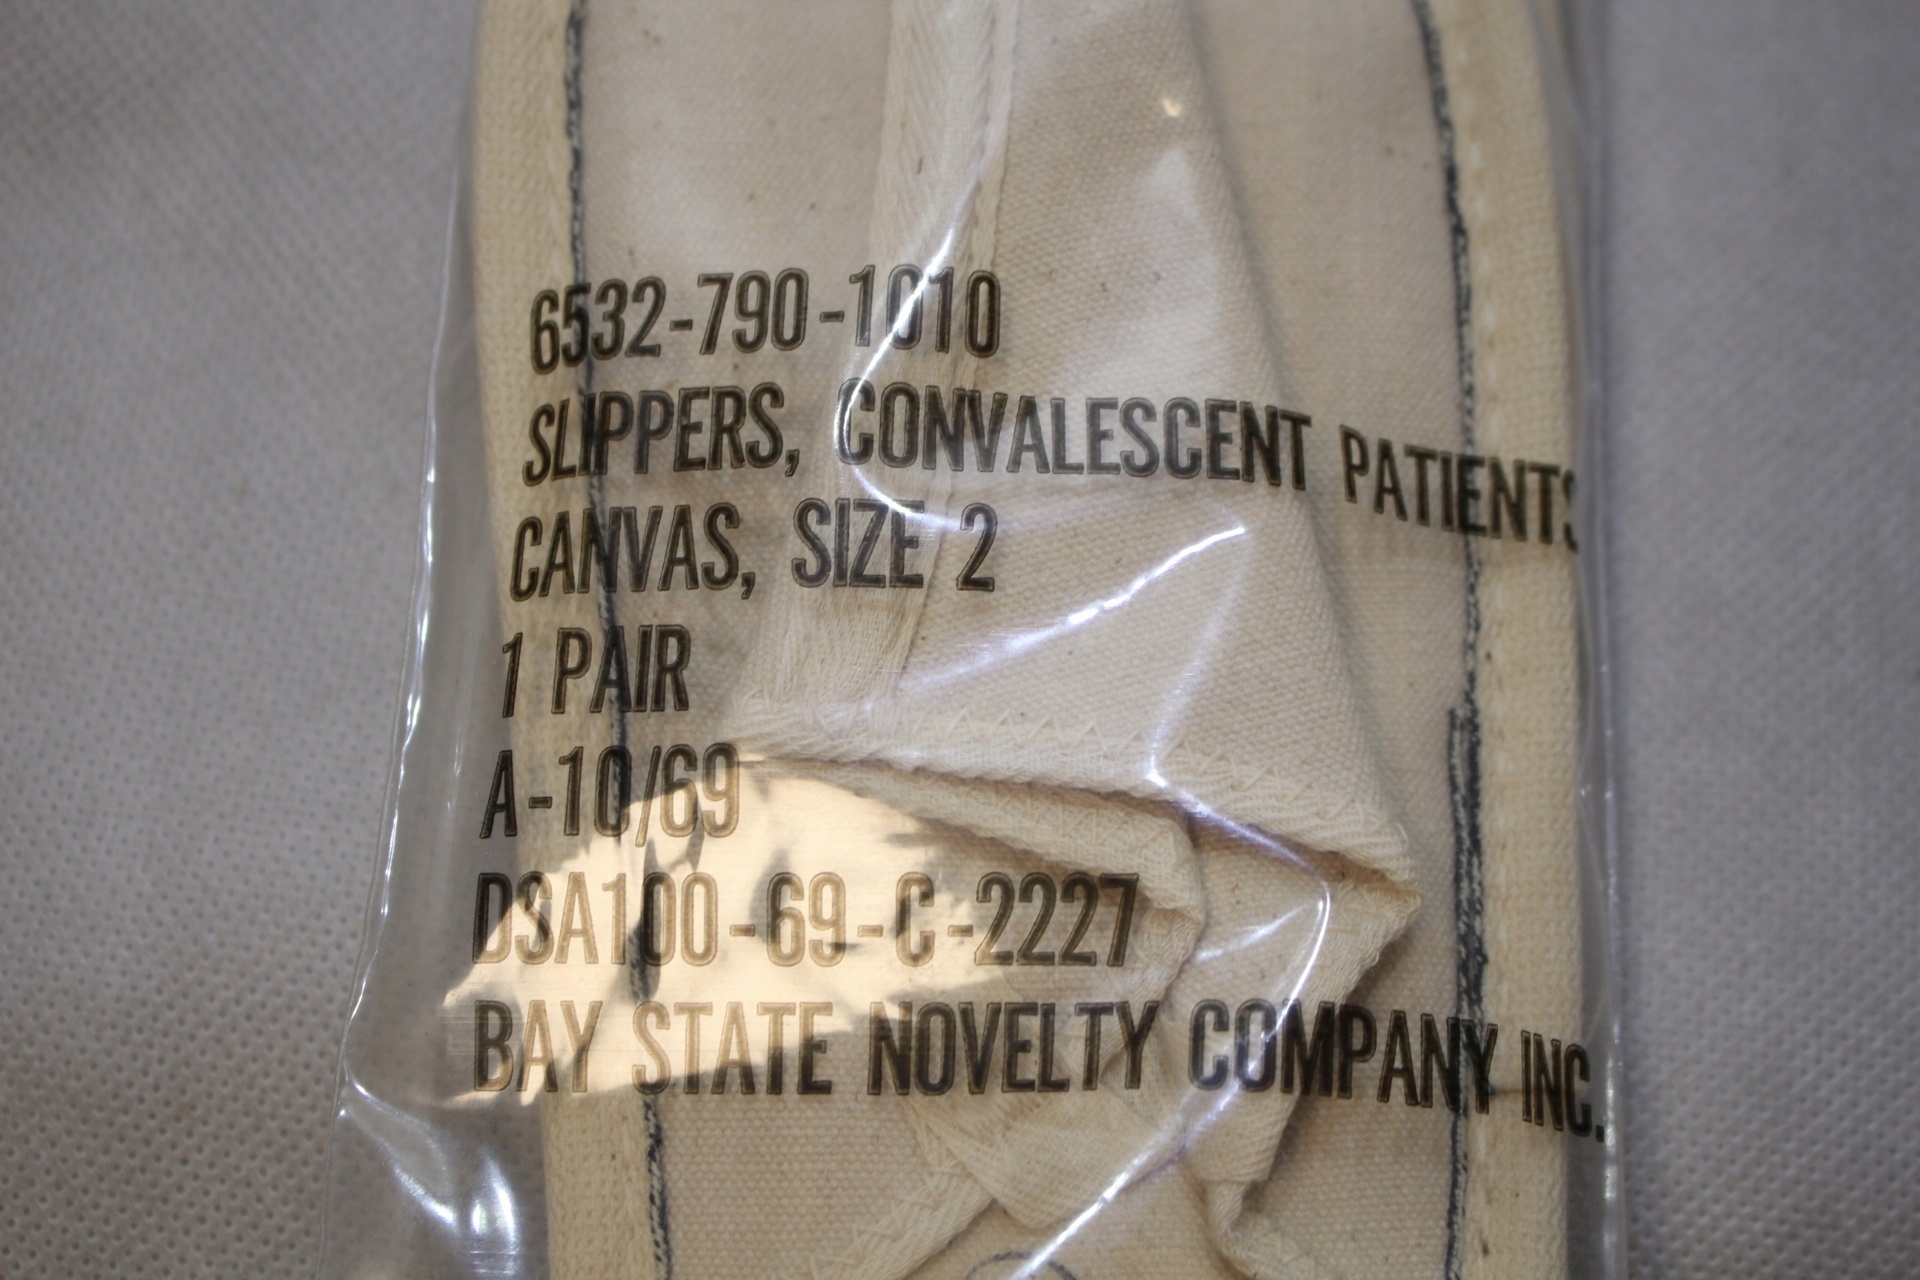 6532-790-1010
SLIPPERS, CONVALESCENT PATIENTS
CANVAS, SIZE 2
1 PAIR
A-10/69
DSA100-69-C-2227
BAY STATE NOVELTY COMPANY INC.